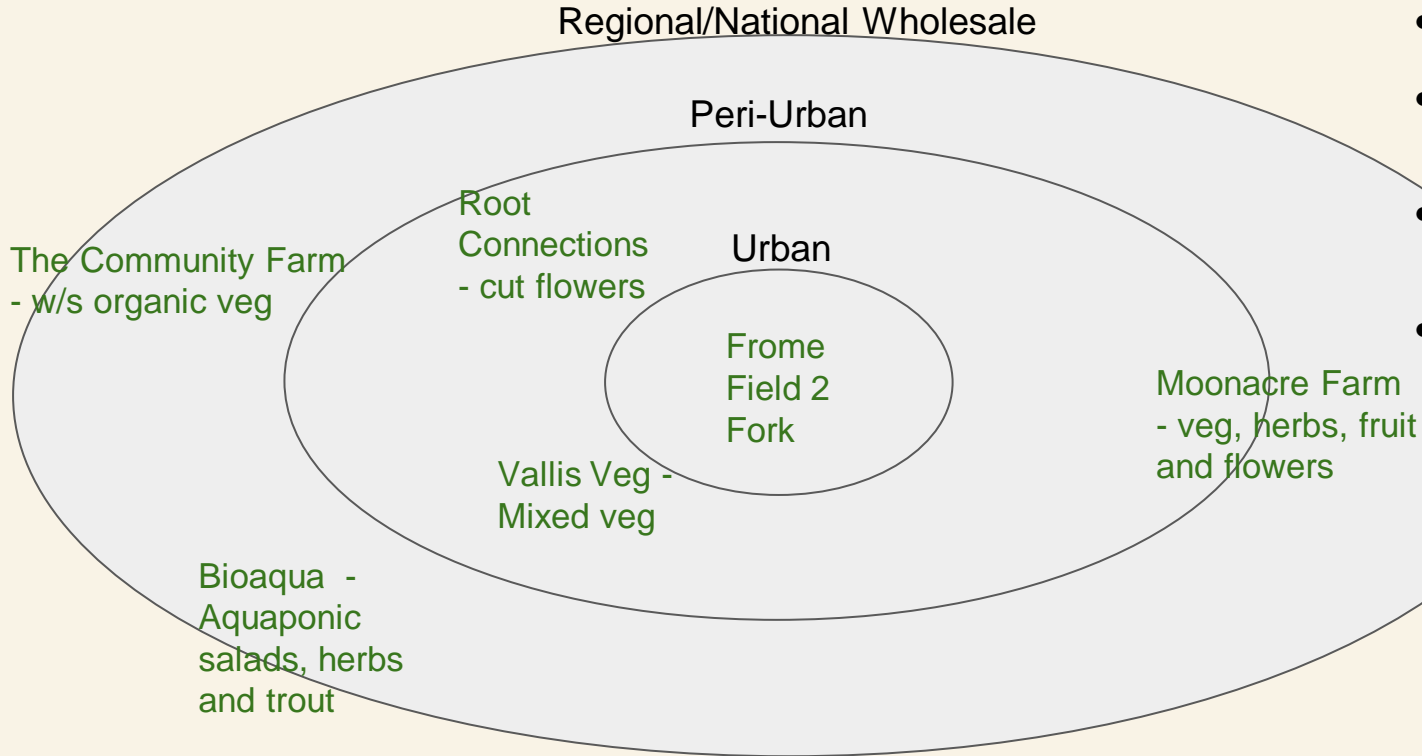 Regional/National Wholesale
Peri-Urban
Root
Connections
- cut flowers
Urban
The Community Farm
- w/s organic veg
Frome
Field 2
Fork
Moonacre Farm
- veg, herbs, fruit
and flowers
Vallis Veg -
Mixed veg
Bioaqua -
Aquaponic
salads, herbs
and trout